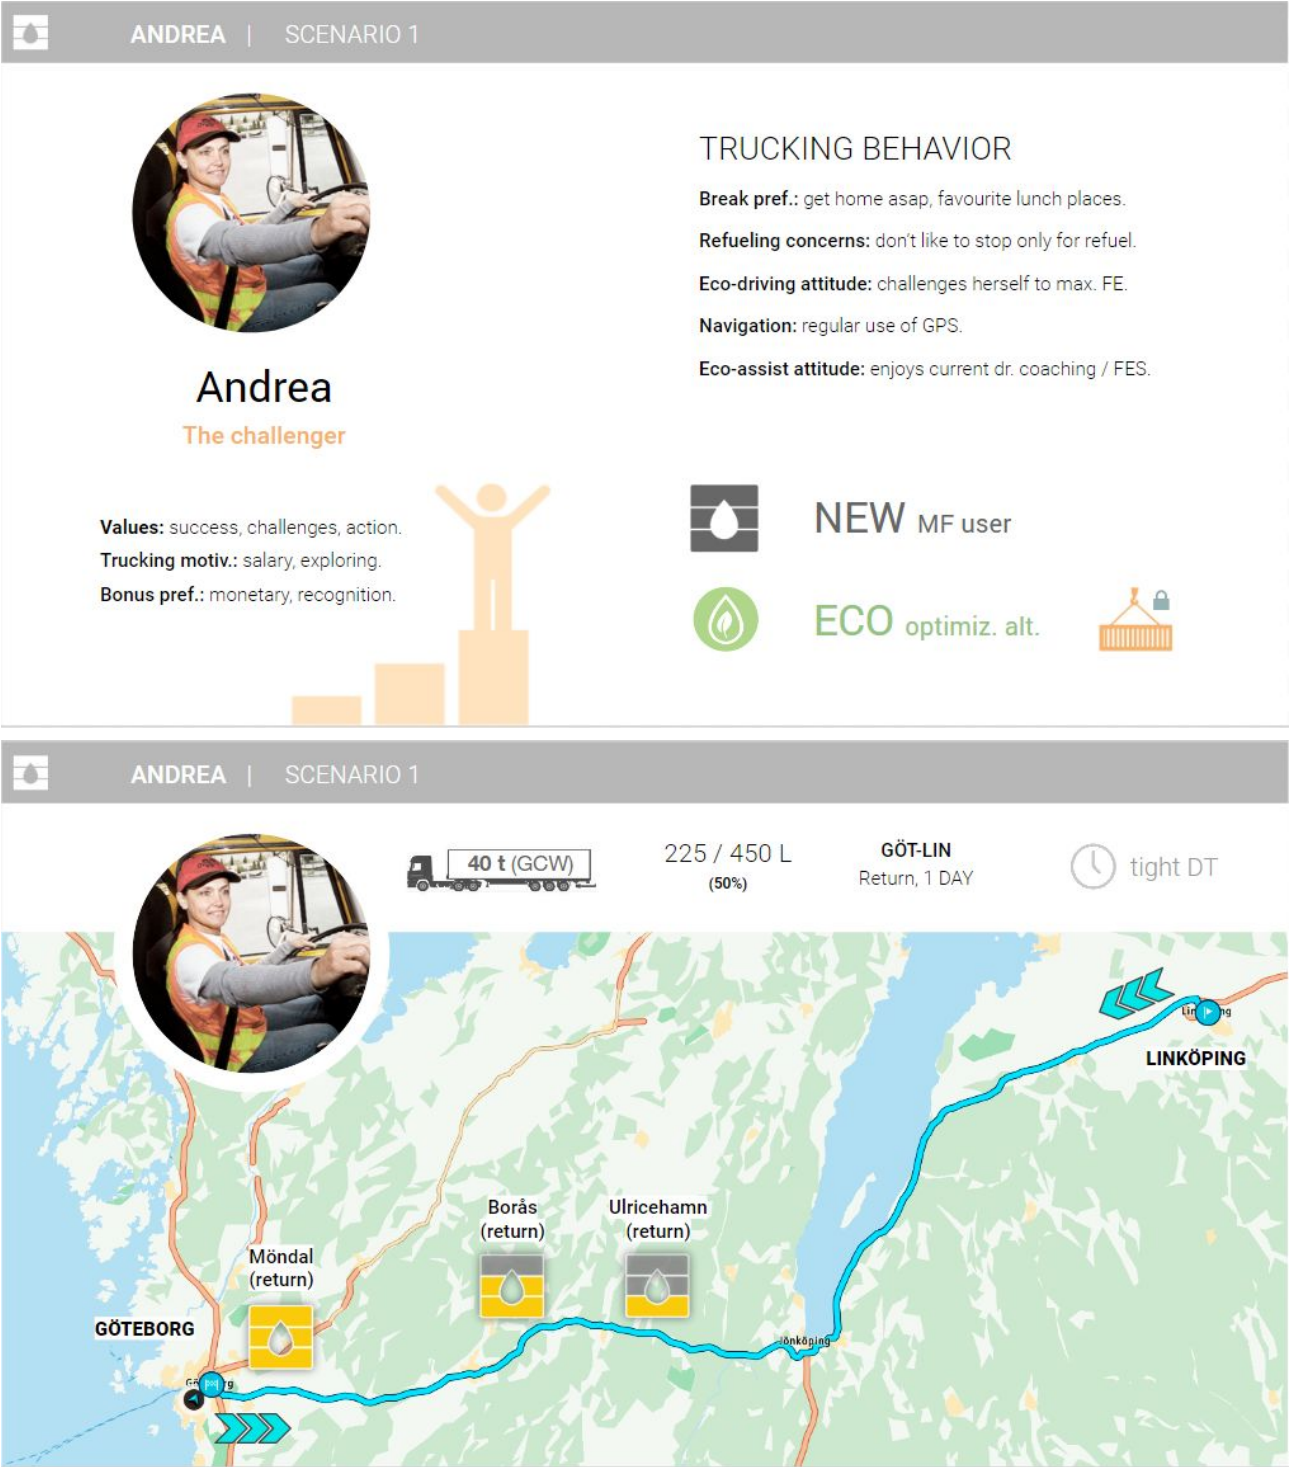 ANDREA | SCENARIO 1
Andrea
The challenger
Values: success, challenges, action.
Trucking motiv.: salary, exploring.
Bonus pref.: monetary, recognition.
TRUCKING BEHAVIOR
Break pref.: get home asap, favourite lunch places.
Refueling concerns: don't like to stop only for refuel.
Eco-driving attitude: challenges herself to max. FE.
Navigation: regular use of GPS.
Eco-assist attitude: enjoys current dr. coaching / FES.
NEW MF user
ECO optimiz. alt.
ANDREA | SCENARIO 1
40 t (GCW)
225 / 450 L
(50%)
GÖT-LIN
Return, 1 DAY
tight DT
LINKÖPING
Borås
(return)
Ulricehamn
(return)
Möndal
(return)
GÖTEBORG
Jönköping